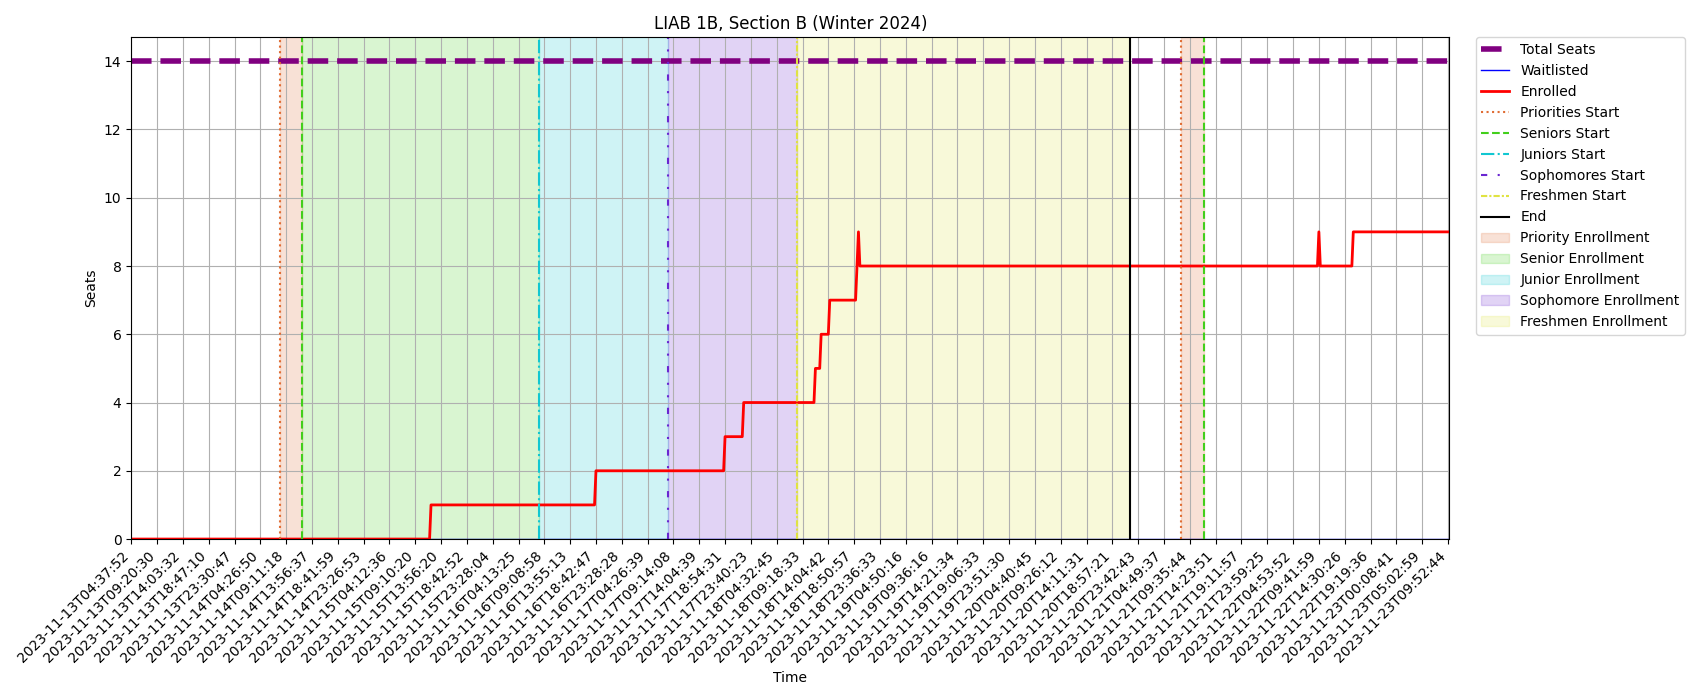 LIAB 1B, Section B (Winter 2024)
Seats
14
12
10
8
6
4
2
0
2023-11-13T04:37:52
2023-11-13T09:20:30
2023-11-13T14:03:32
2023-11-13T18:47:10
2023-11-13T23:30:47
2023-11-14T04:26:50
2023-11-14T09:11:18
2023-11-14T13:56:37
2023-11-14T18:41:59
2023-11-14T23:26:53
2023-11-15T04:12:36
2023-11-15T09:10:20
2023-11-15T13:56:20
2023-11-15T18:42:52
2023-11-15T23:28:04
2023-11-16T04:13:25
2023-11-16T09:08:58
2023-11-16T13:55:13
2023-11-16T18:42:47
2023-11-16T23:28:28
2023-11-17T04:26:39
2023-11-17T09:14:08
2023-11-17T14:04:39
2023-11-17T18:54:31
2023-11-17T23:40:23
2023-11-18T04:32:45
2023-11-18T09:18:33
2023-11-18T14:04:42
2023-11-18T18:50:57
2023-11-18T23:36:33
2023-11-19T04:50:16
2023-11-19T09:36:16
2023-11-19T14:21:34
2023-11-19T19:06:33
2023-11-19T23:51:30
2023-11-20T04:40:45
2023-11-20T09:26:12
2023-11-20T14:11:31
2023-11-20T18:57:21
2023-11-20T23:42:43
2023-11-21T04:49:37
2023-11-21T09:35:44
2023-11-21T14:23:51
2023-11-21T19:11:57
2023-11-21T23:59:25
2023-11-22T04:53:52
2023-11-22T09:41:59
2023-11-22T14:30:26
2023-11-22T19:19:36
2023-11-23T00:08:41
2023-11-23T05:02:59
2023-11-23T09:52:44
Time
Total Seats
Waitlisted
Enrolled
Priorities Start
Seniors Start
Juniors Start
Sophomores Start
Freshmen Start
End
Priority Enrollment
Senior Enrollment
Junior Enrollment
Sophomore Enrollment
Freshmen Enrollment